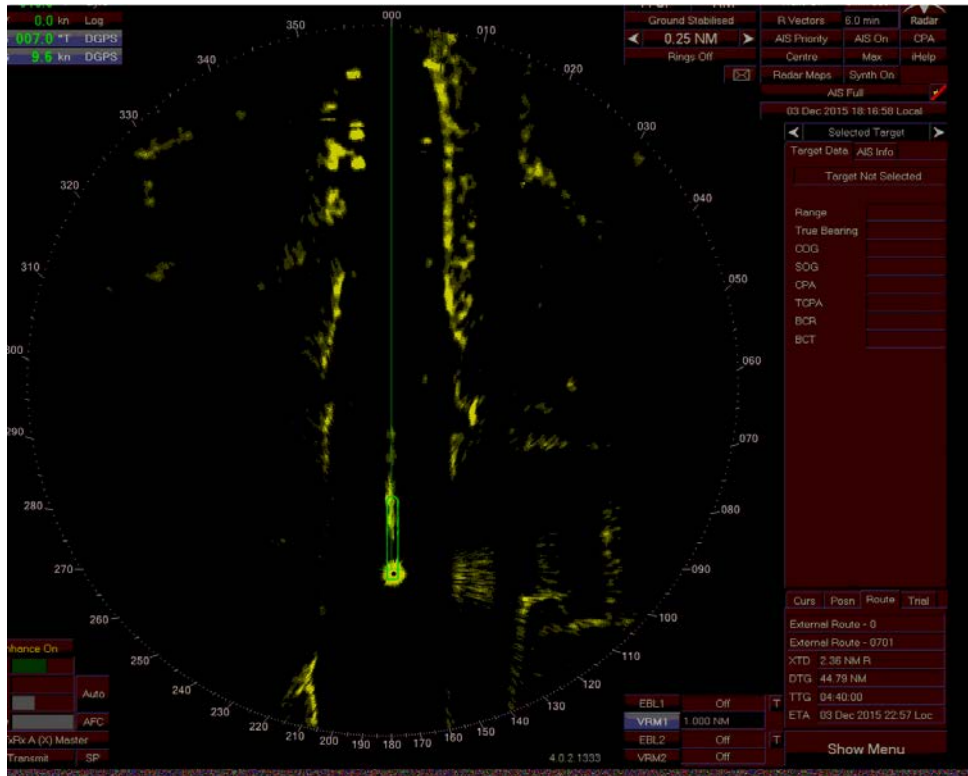 0.0 kn Log
007.0 °T DGPS
9.6 kn DGPS
Ground Stabilised
0.25 NM
Rings Off
R Vectors 6.0 min Radar
AIS Priority AIS On CPA
Centre Max iHelp
Radar Maps Synth On
AIS Full
03 Dec 2015 18:16:58 Local
Selected Target
Target Data AIS Info
Target Not Selected
Range
True Bearing
COG
SOG
CPA
TCPA
BCR
BCT
000
010
020
030
040
050
060
070
080
090
100
110
120
130
140
150
160
170
180
190
200
210
220
230
240
250
260
270
280
290
300
310
320
330
340
350
nhance On
Auto
AFC
xRx A (X) Master
Transmit SP
4.0.2.1333
EBL1 Off T
VRM1 1.000 NM
EBL2 Off T
VRM2 Off
Curs Posn Route Trial
External Route - 0
External Route - 0701
XTD 2.36 NM R
DTG 44.79 NM
TTG 04:40:00
ETA 03 Dec 2015 22:57 Loc
Show Menu